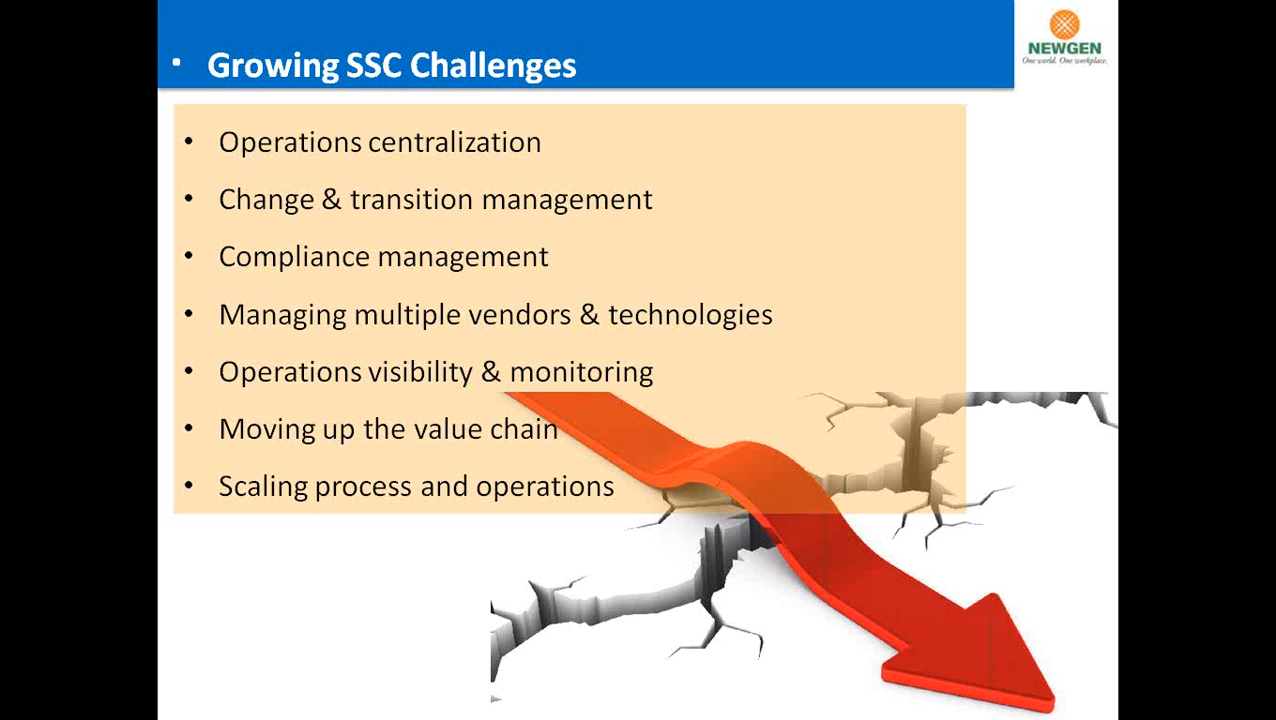 ▪ Growing SSC Challenges
NEWGEN
One world. One workplace.
• Operations centralization
• Change & transition management
• Compliance management
• Managing multiple vendors & technologies
• Operations visibility & monitoring
• Moving up the value chain
• Scaling process and operations